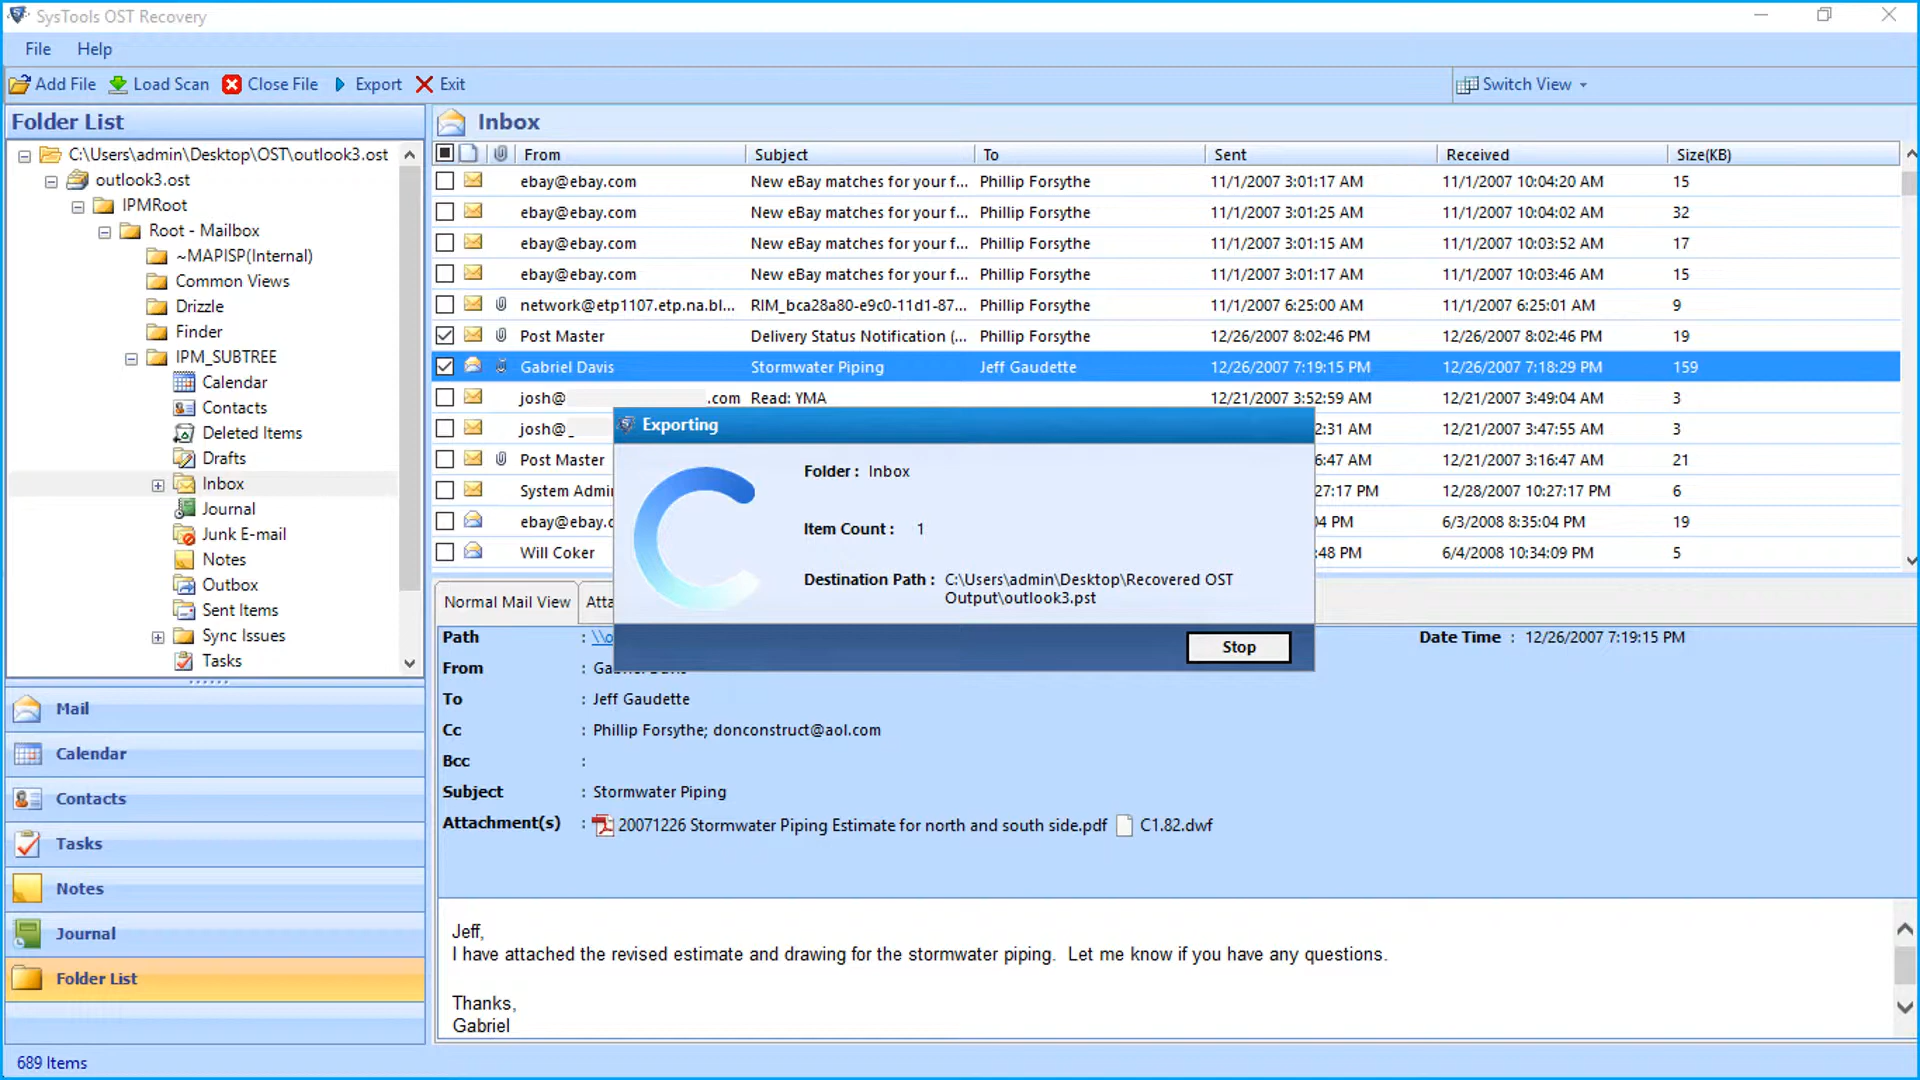 SysTools OST Recovery
File Help
Add File Load Scan Close File Export Exit Switch View
Folder List
C:\Users\admin\Desktop\OST\outlook3.ost
outlook3.ost
IPMRoot
Root - Mailbox
~MAPISP(Internal)
Common Views
Drizzle
Finder
IPM_SUBTREE
Calendar
Contacts
Deleted Items
Drafts
Inbox
Journal
Junk E-mail
Notes
Outbox
Sent Items
Sync Issues
Tasks
Mail
Calendar
Contacts
Tasks
Notes
Journal
Folder List
689 Items
Inbox
From Subject To Sent Received Size(KB)
ebay@ebay.com New eBay matches for your f... Phillip Forsythe 11/1/2007 3:01:17 AM 11/1/2007 10:04:20 AM 15
ebay@ebay.com New eBay matches for your f... Phillip Forsythe 11/1/2007 3:01:25 AM 11/1/2007 10:04:02 AM 32
ebay@ebay.com New eBay matches for your f... Phillip Forsythe 11/1/2007 3:01:15 AM 11/1/2007 10:03:52 AM 17
ebay@ebay.com New eBay matches for your f... Phillip Forsythe 11/1/2007 3:01:17 AM 11/1/2007 10:03:46 AM 15
network@etp1107.etp.na.bl... RIM_bca28a80-e9c0-11d1-87... Phillip Forsythe 11/1/2007 6:25:00 AM 11/1/2007 6:25:01 AM 9
Post Master Delivery Status Notification (... Phillip Forsythe 12/26/2007 8:02:46 PM 12/26/2007 8:02:46 PM 19
Gabriel Davis Stormwater Piping Jeff Gaudette 12/26/2007 7:19:15 PM 12/26/2007 7:18:29 PM 159
josh@ .com Read: YMA 12/21/2007 3:52:59 AM 12/21/2007 3:49:04 AM 3
josh@ 2:31 AM 12/21/2007 3:47:55 AM 3
Post Master 6:47 AM 12/21/2007 3:16:47 AM 21
System Admi 27:17 PM 12/28/2007 10:27:17 PM 6
ebay@ebay.c 04 PM 6/3/2008 8:35:04 PM 19
Will Coker :48 PM 6/4/2008 10:34:09 PM 5
Exporting
Folder : Inbox
Item Count : 1
Destination Path : C:\Users\admin\Desktop\Recovered OST
Output\outlook3.pst
Stop
Normal Mail View Atta
Path : \\o Date Time : 12/26/2007 7:19:15 PM
From : Gabriel Davis
To : Jeff Gaudette
Cc : Phillip Forsythe; donconstruct@aol.com
Bcc :
Subject : Stormwater Piping
Attachment(s) : 20071226 Stormwater Piping Estimate for north and south side.pdf C1.82.dwf
Jeff,
I have attached the revised estimate and drawing for the stormwater piping. Let me know if you have any questions.
Thanks,
Gabriel